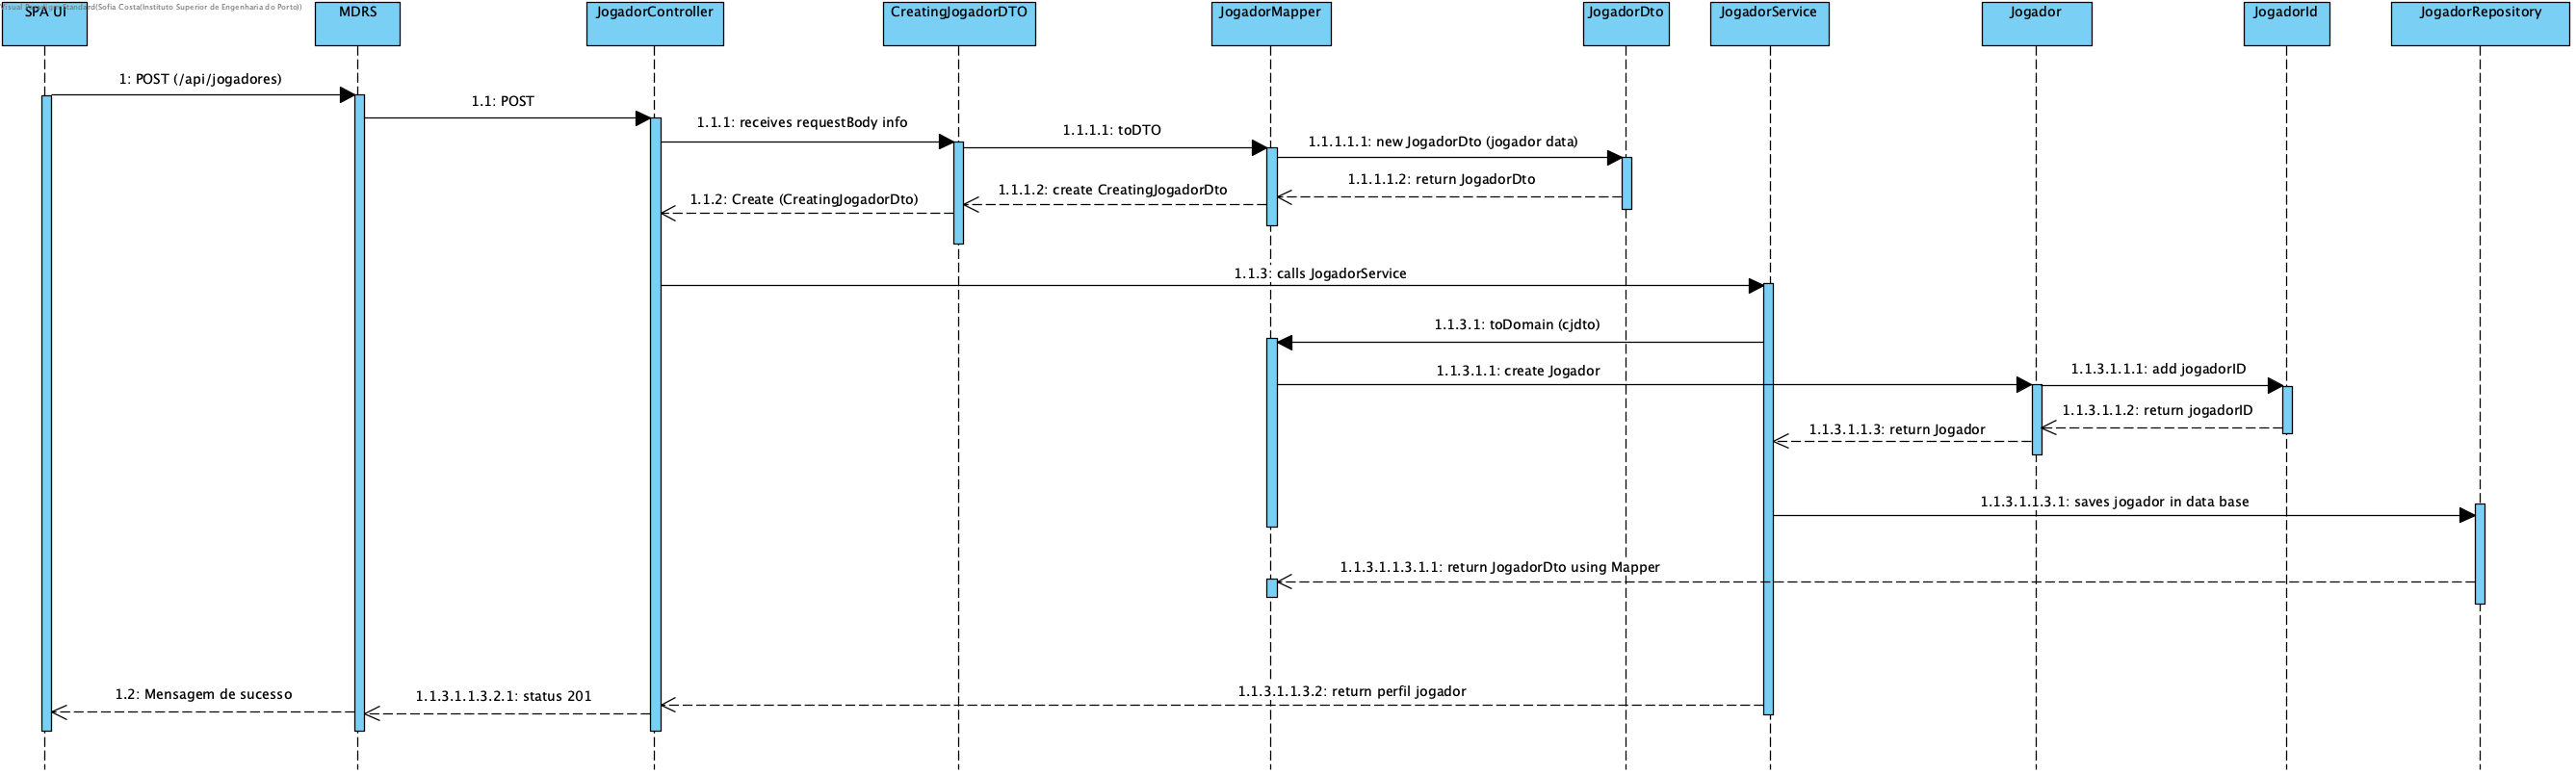 Visual Paradigm Standard(Sofia Costa(Instituto Superior de Engenharia do Porto))
SPA UI
MDRS
JogadorController
CreatingJogadorDTO
JogadorMapper
JogadorDto
JogadorService
Jogador
JogadorId
JogadorRepository
1: POST (/api/jogadores)
1.1: POST
1.1.1: receives requestBody info
1.1.1.1: toDTO
1.1.1.1.1: new JogadorDto (jogador data)
1.1.1.1.2: return JogadorDto
1.1.1.2: create CreatingJogadorDto
1.1.2: Create (CreatingJogadorDto)
1.1.3: calls JogadorService
1.1.3.1: toDomain (cjdto)
1.1.3.1.1: create Jogador
1.1.3.1.1.1: add jogadorID
1.1.3.1.1.2: return jogadorID
1.1.3.1.1.3: return Jogador
1.1.3.1.1.3.1: saves jogador in data base
1.1.3.1.1.3.1.1: return JogadorDto using Mapper
1.1.3.1.1.3.2: return perfil jogador
1.1.3.1.1.3.2.1: status 201
1.2: Mensagem de sucesso